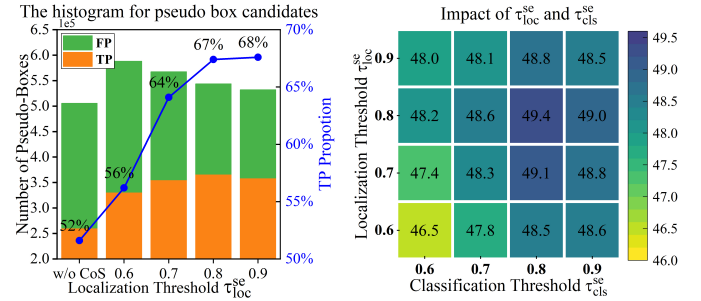 The histogram for pseudo box candidates
1e5
6.5
6.0
5.5
5.0
4.5
4.0
3.5
3.0
2.5
2.0
Number of Pseudo-Boxes
FP
TP
52%
56%
64%
67%
68%
70%
65%
60%
55%
50%
TP Propotion
w/o CoS 0.6 0.7 0.8 0.9
Localization Threshold τ^se_loc
Impact of τ^se_loc and τ^se_cls
Localization Threshold τ^se_loc
0.9 48.0 48.1 48.8 48.5
0.8 48.2 48.6 49.4 49.0
0.7 47.4 48.3 49.1 48.8
0.6 46.5 47.8 48.5 48.6
0.6 0.7 0.8 0.9
Classification Threshold τ^se_cls
49.5
49.0
48.5
48.0
47.5
47.0
46.5
46.0